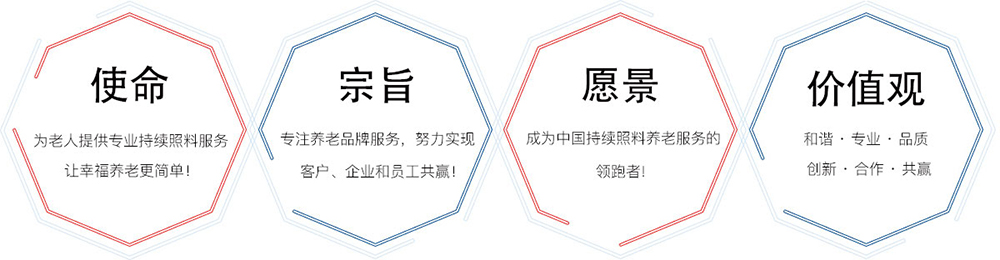 使命
为老人提供专业持续照料服务
让幸福养老更简单!
宗旨
专注养老品牌服务，努力实现
客户、企业和员工共赢!
愿景
成为中国持续照料养老服务的
领跑者!
价值观
和谐·专业·品质
创新·合作·共赢